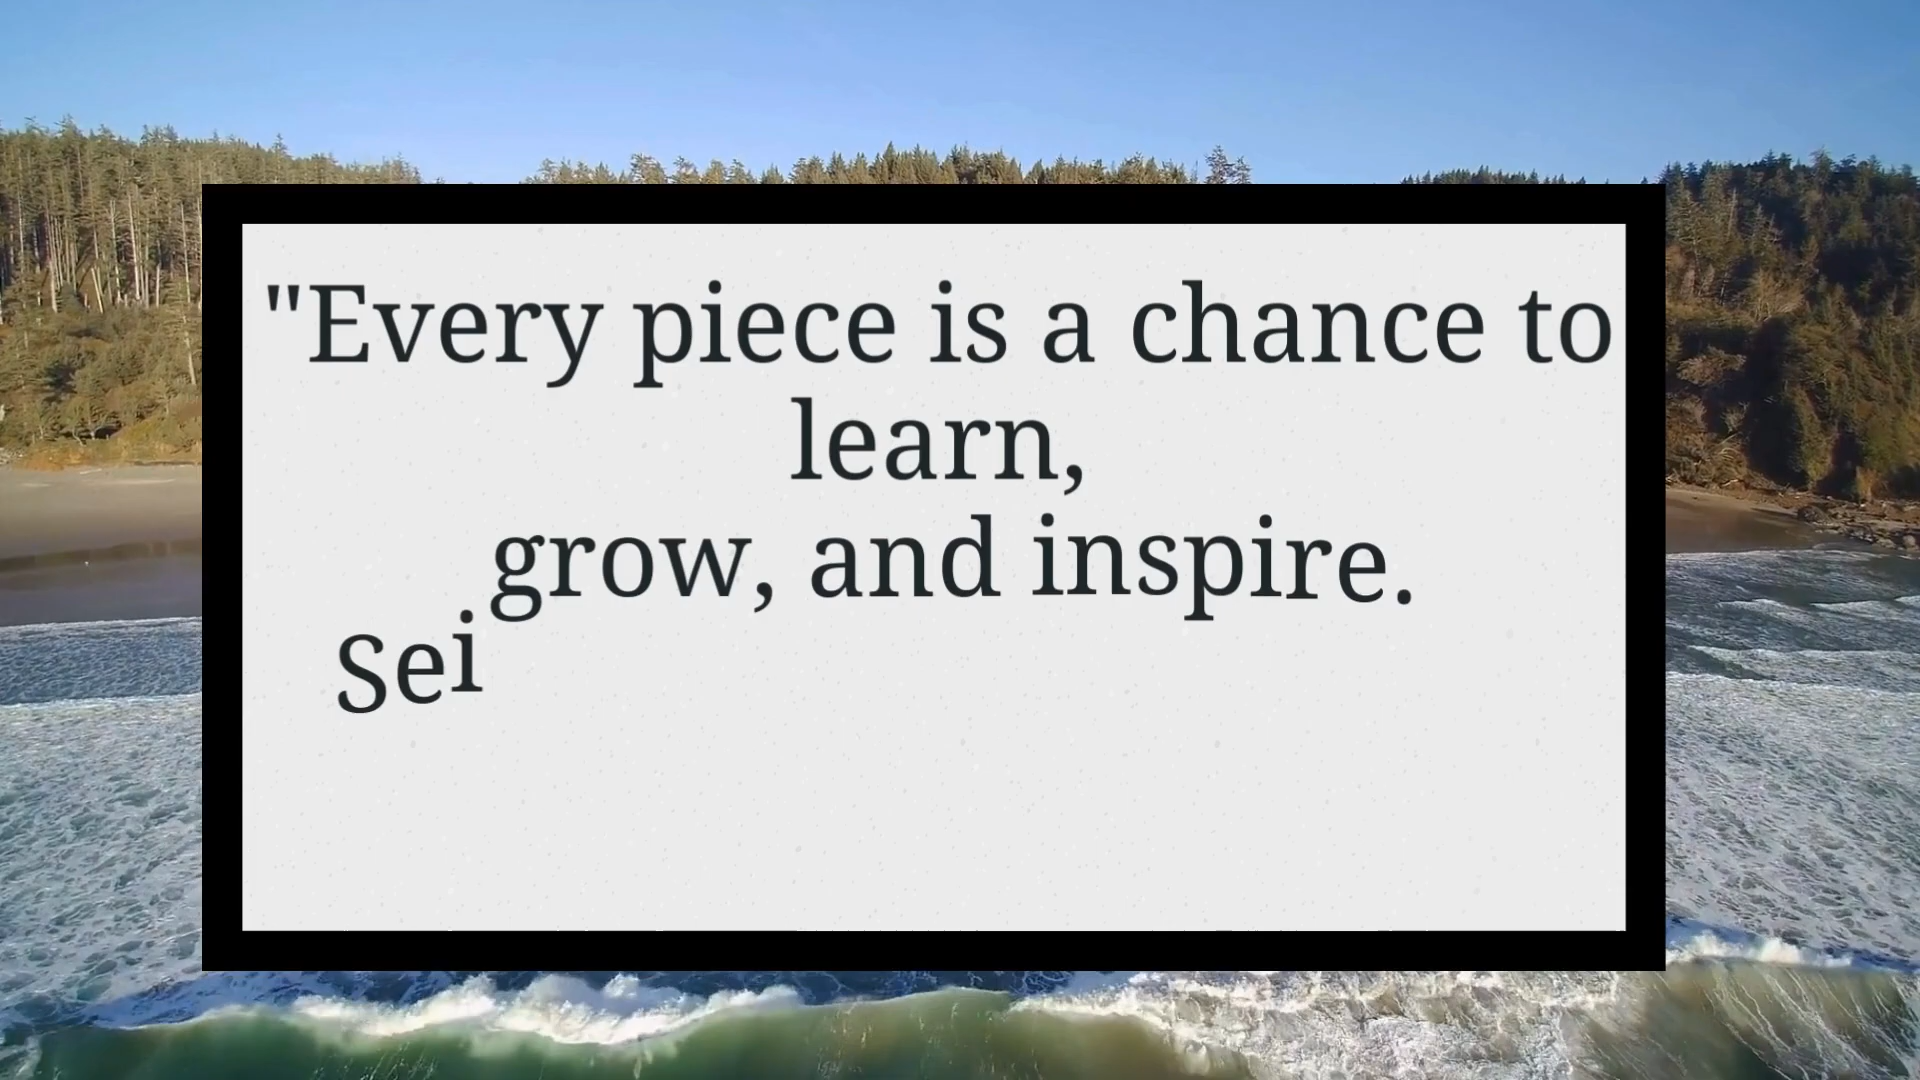 "Every piece is a chance to
learn,
grow, and inspire.
Sei